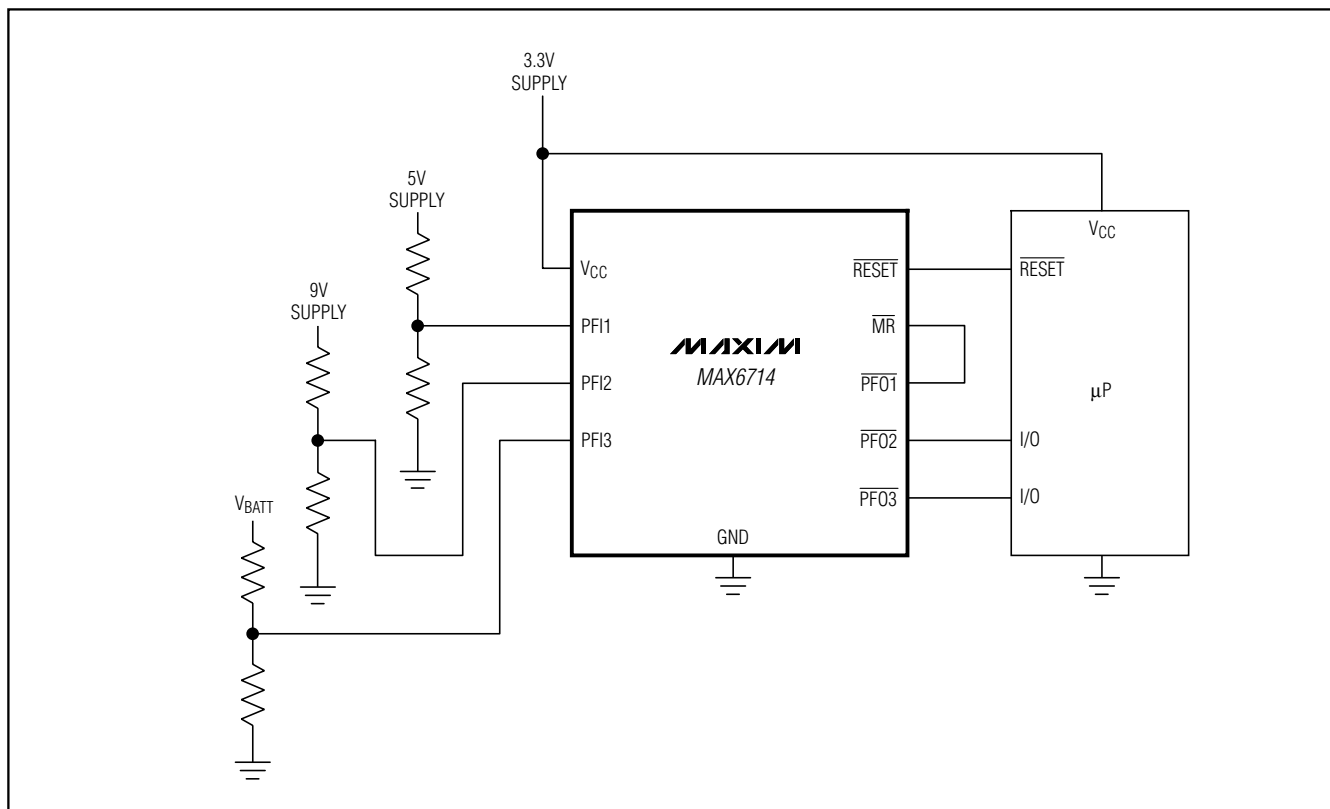 3.3V
SUPPLY
5V
SUPPLY
9V
SUPPLY
VBATT
VCC
PFI1
PFI2
PFI3
MAXIM
MAX6714
GND
RESET
MR
PFO1
PFO2
PFO3
VCC
RESET
µP
I/O
I/O